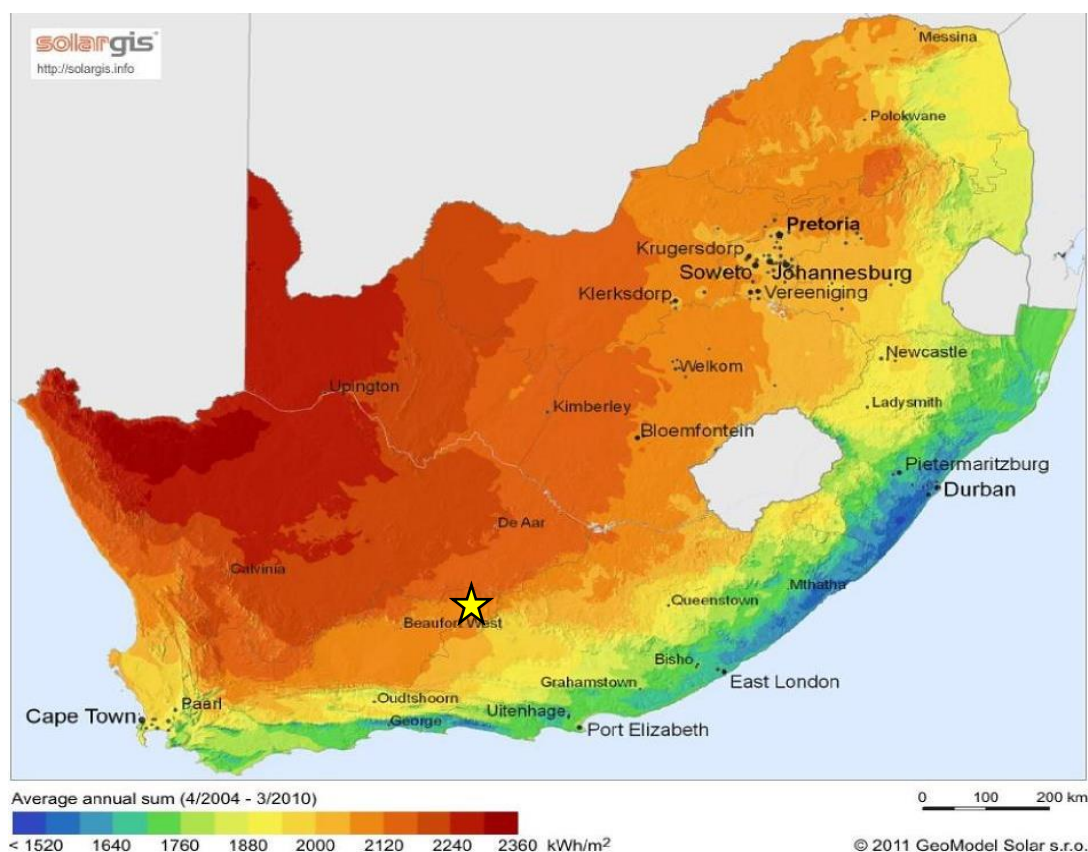 solargis
http://solargis.info
Messina
Polokwane
Pretoria
Krugersdorp
Soweto Johannesburg
Klerksdorp Vereeniging
Newcastle
Welkom
Upington
Kimberley
Ladysmith
Bloemfontein
Pietermaritzburg
Durban
De Aar
Calvinia
Mthatha
Queenstown
Beaufort West
Bisho
East London
Grahamstown
Oudtshoorn
Paarl
Uitenhage
Cape Town
George
Port Elizabeth
Average annual sum (4/2004 - 3/2010)
0 100 200 km
< 1520 1640 1760 1880 2000 2120 2240 2360 kWh/m²
© 2011 GeoModel Solar s.r.o.